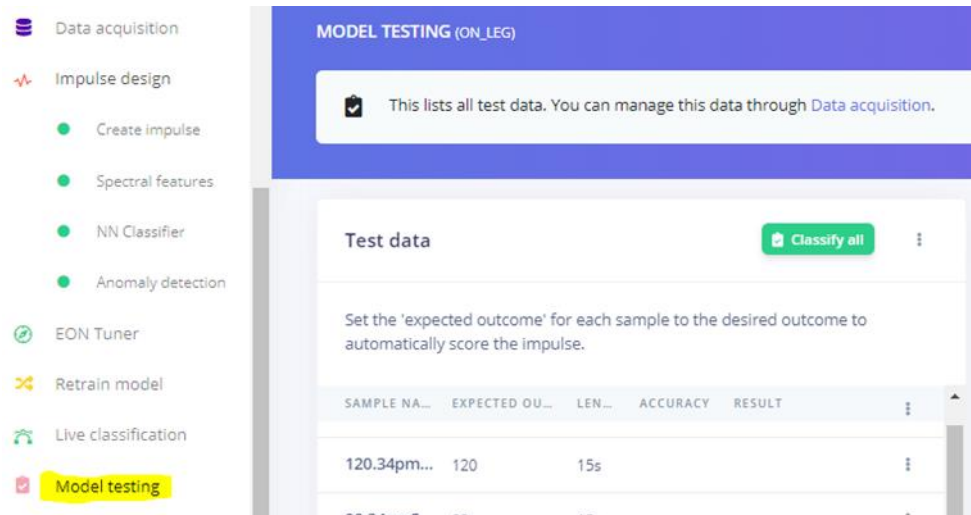 Data acquisition
Impulse design
Create impulse
Spectral features
NN Classifier
Anomaly detection
EON Tuner
Retrain model
Live classification
Model testing
MODEL TESTING (ON_LEG)
This lists all test data. You can manage this data through Data acquisition.
Test data
Classify all
Set the 'expected outcome' for each sample to the desired outcome to
automatically score the impulse.
SAMPLE NA... EXPECTED OU... LEN... ACCURACY RESULT
120.34pm... 120 15s